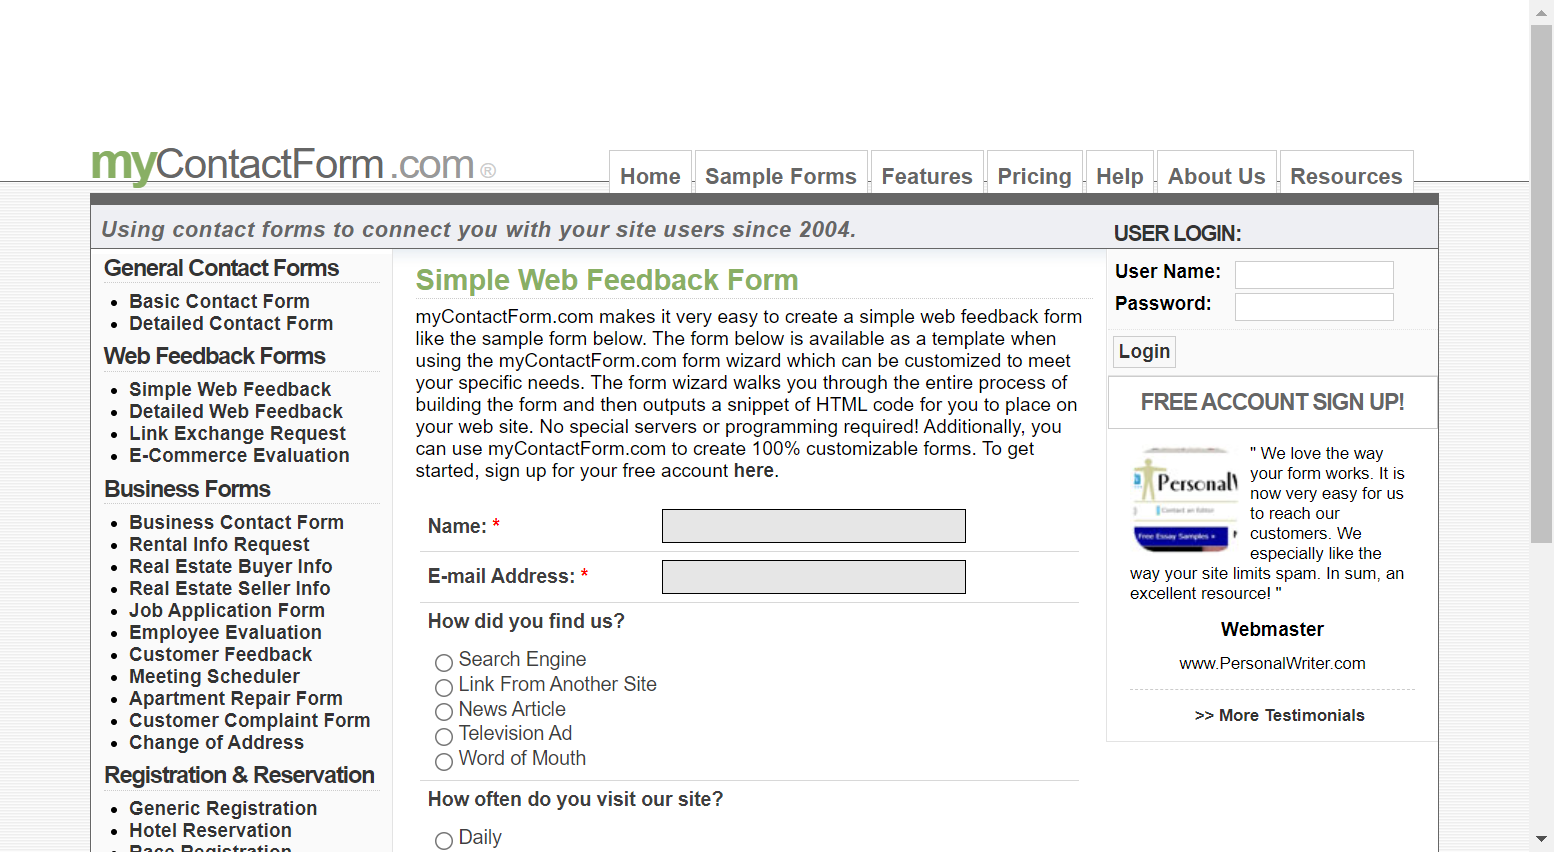 myContactForm.com®
Home
Sample Forms
Features
Pricing
Help
About Us
Resources
Using contact forms to connect you with your site users since 2004.
USER LOGIN:
General Contact Forms
Basic Contact Form
Detailed Contact Form
Web Feedback Forms
Simple Web Feedback
Detailed Web Feedback
Link Exchange Request
E-Commerce Evaluation
Business Forms
Business Contact Form
Rental Info Request
Real Estate Buyer Info
Real Estate Seller Info
Job Application Form
Employee Evaluation
Customer Feedback
Meeting Scheduler
Apartment Repair Form
Customer Complaint Form
Change of Address
Registration & Reservation
Generic Registration
Hotel Reservation
Race Registration
Simple Web Feedback Form
myContactForm.com makes it very easy to create a simple web feedback form
like the sample form below. The form below is available as a template when
using the myContactForm.com form wizard which can be customized to meet
your specific needs. The form wizard walks you through the entire process of
building the form and then outputs a snippet of HTML code for you to place on
your web site. No special servers or programming required! Additionally, you
can use myContactForm.com to create 100% customizable forms. To get
started, sign up for your free account here.
Name: *
E-mail Address: *
How did you find us?
Search Engine
Link From Another Site
News Article
Television Ad
Word of Mouth
How often do you visit our site?
Daily
User Name:
Password:
Login
FREE ACCOUNT SIGN UP!
PersonalW
Contact an Editor
Free Essay Samples »
" We love the way
your form works. It is
now very easy for us
to reach our
customers. We
especially like the
way your site limits spam. In sum, an
excellent resource! "
Webmaster
www.PersonalWriter.com
>> More Testimonials